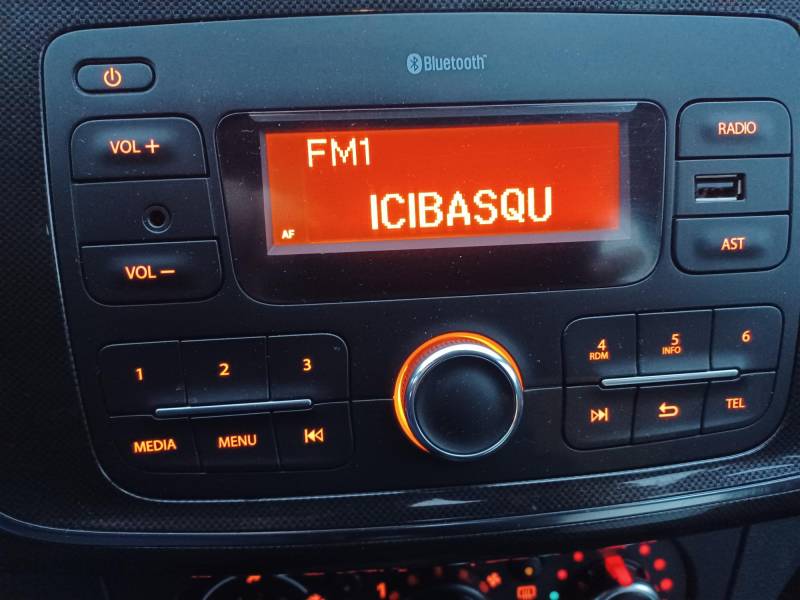 Bluetooth
VOL +
RADIO
FM1
ICIBASQU
AF
VOL −
AST
1
2
3
4
RDM
5
INFO
6
MEDIA
MENU
TEL
1